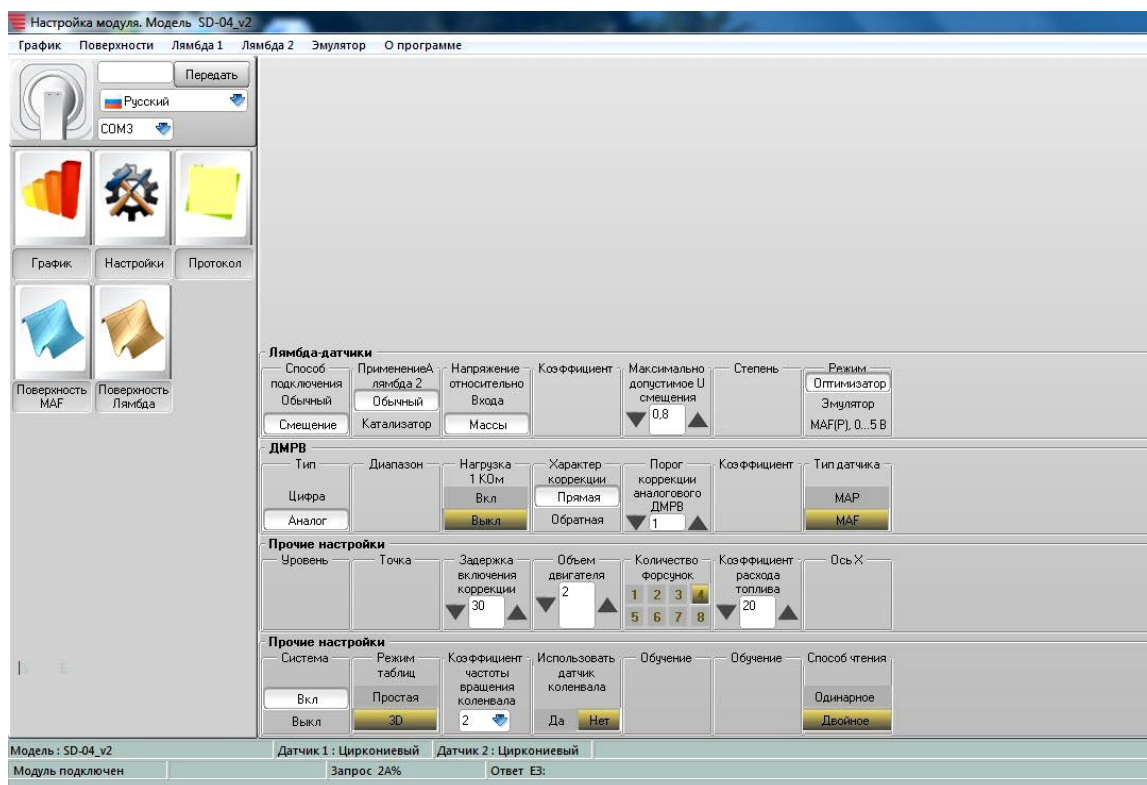 Настройка модуля. Модель SD-04_v2
График Поверхности Лямбда 1 Лямбда 2 Эмулятор О программе
Передать
Русский
COM3
График Настройки Протокол
Поверхность MAF
Поверхность Лямбда
Лямбда-датчики
Способ подключения
Обычный
Смещение
ПрименениеА лямбда 2
Обычный
Катализатор
Напряжение относительно
Входа
Массы
Коэффициент
Максимально допустимое U смещения
0,8
Степень
Режим
Оптимизатор
Эмулятор
MAF(P), 0...5 В
ДМРВ
Тип
Цифра
Аналог
Диапазон
Нагрузка 1 КОм
Вкл
Выкл
Характер коррекции
Прямая
Обратная
Порог коррекции аналогового ДМРВ
1
Коэффициент
Тип датчика
MAP
MAF
Прочие настройки
Уровень
Точка
Задержка включения коррекции
30
Объем двигателя
2
Количество форсунок
1 2 3 4
5 6 7 8
Коэффициент расхода топлива
20
Ось X
Прочие настройки
Система
Вкл
Выкл
Режим таблиц
Простая
3D
Коэффициент частоты вращения коленвала
2
Использовать датчик коленвала
Да Нет
Обучение
Обучение
Способ чтения
Одинарное
Двойное
Модель : SD-04_v2 Датчик 1 : Циркониевый Датчик 2 : Циркониевый
Модуль подключен Запрос 2A% Ответ E3: